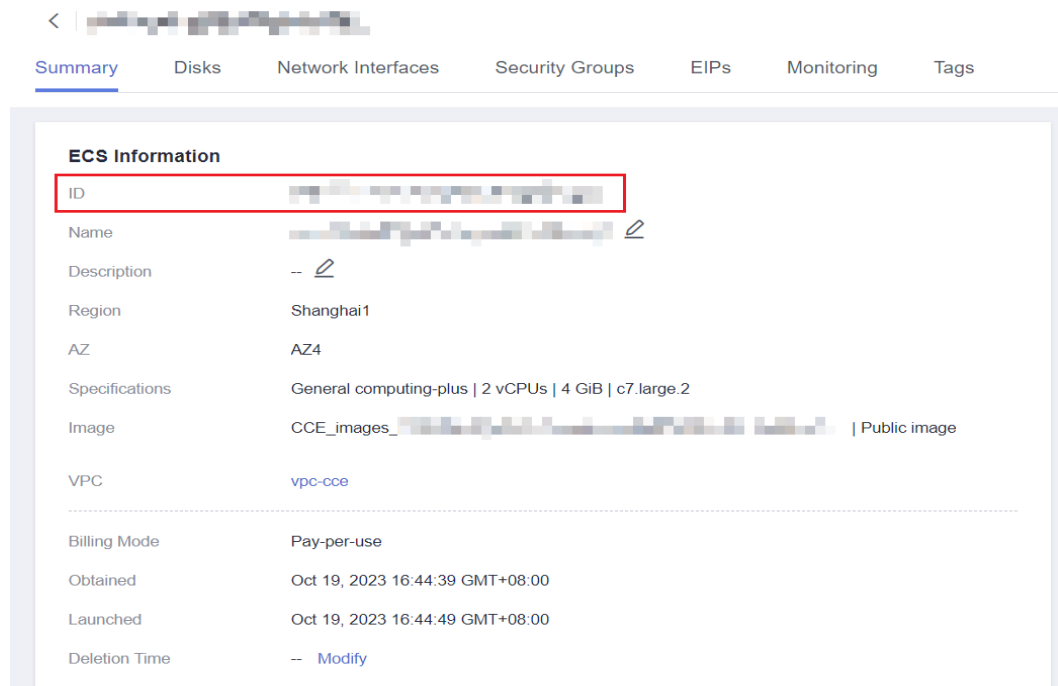 Summary Disks Network Interfaces Security Groups EIPs Monitoring Tags
ECS Information
ID
Name
Description --
Region Shanghai1
AZ AZ4
Specifications General computing-plus | 2 vCPUs | 4 GiB | c7.large.2
Image CCE_images_ | Public image
VPC vpc-cce
Billing Mode Pay-per-use
Obtained Oct 19, 2023 16:44:39 GMT+08:00
Launched Oct 19, 2023 16:44:49 GMT+08:00
Deletion Time -- Modify